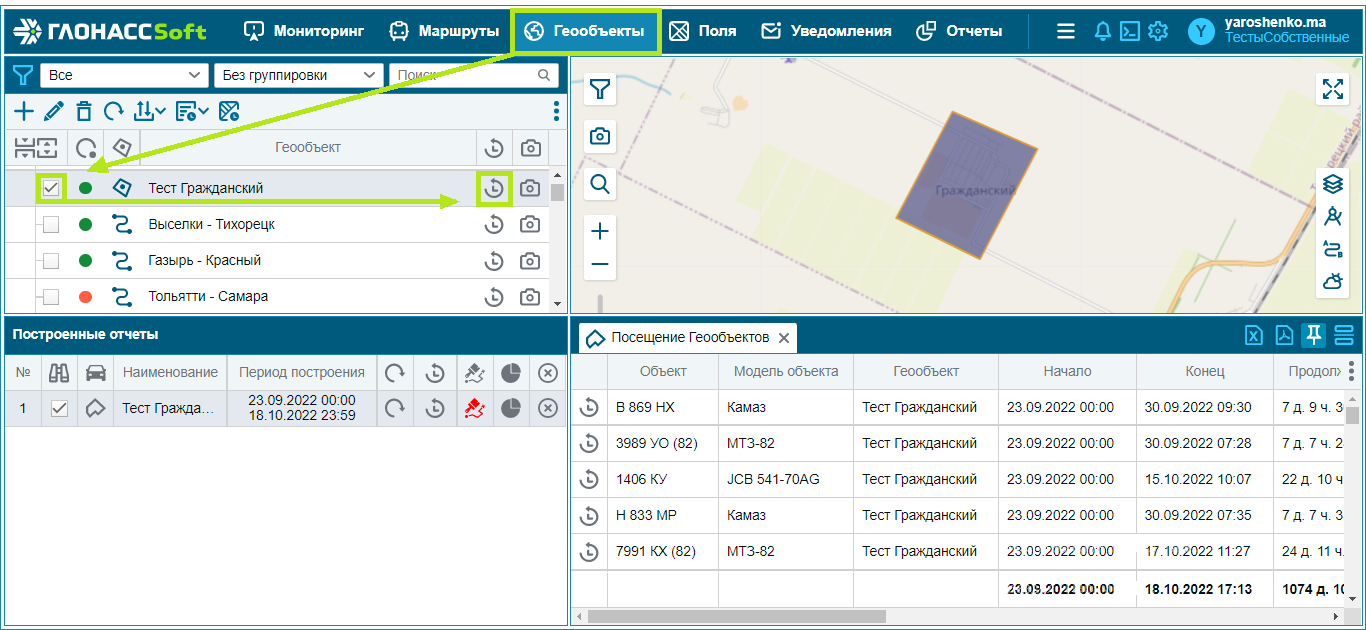 ГЛОНАССSoft
Мониторинг
Маршруты
Геообъекты
Поля
Уведомления
Отчеты
Y
yaroshenko.ma
ТестыСобственные
Все
Без группировки
Поиск
Геообъект
Тест Гражданский
Выселки - Тихорецк
Газырь - Красный
Тольятти - Самара
Гражданский
Построенные отчеты
№ Наименование Период построения
1 Тест Гражда... 23.09.2022 00:00
18.10.2022 23:59
Посещение Геообъектов
Объект Модель объекта Геообъект Начало Конец Продолж
В 869 НХ Камаз Тест Гражданский 23.09.2022 00:00 30.09.2022 09:30 7 д. 9 ч. 3
3989 УО (82) МТЗ-82 Тест Гражданский 23.09.2022 00:00 30.09.2022 07:28 7 д. 7 ч. 2
1406 КУ JCB 541-70AG Тест Гражданский 23.09.2022 00:00 15.10.2022 10:07 22 д. 10 ч
Н 833 МР Камаз Тест Гражданский 23.09.2022 00:00 30.09.2022 07:35 7 д. 7 ч. 3
7991 КХ (82) МТЗ-82 Тест Гражданский 23.09.2022 00:00 17.10.2022 11:27 24 д. 11 ч.
23.09.2022 00:00 18.10.2022 17:13 1074 д. 10